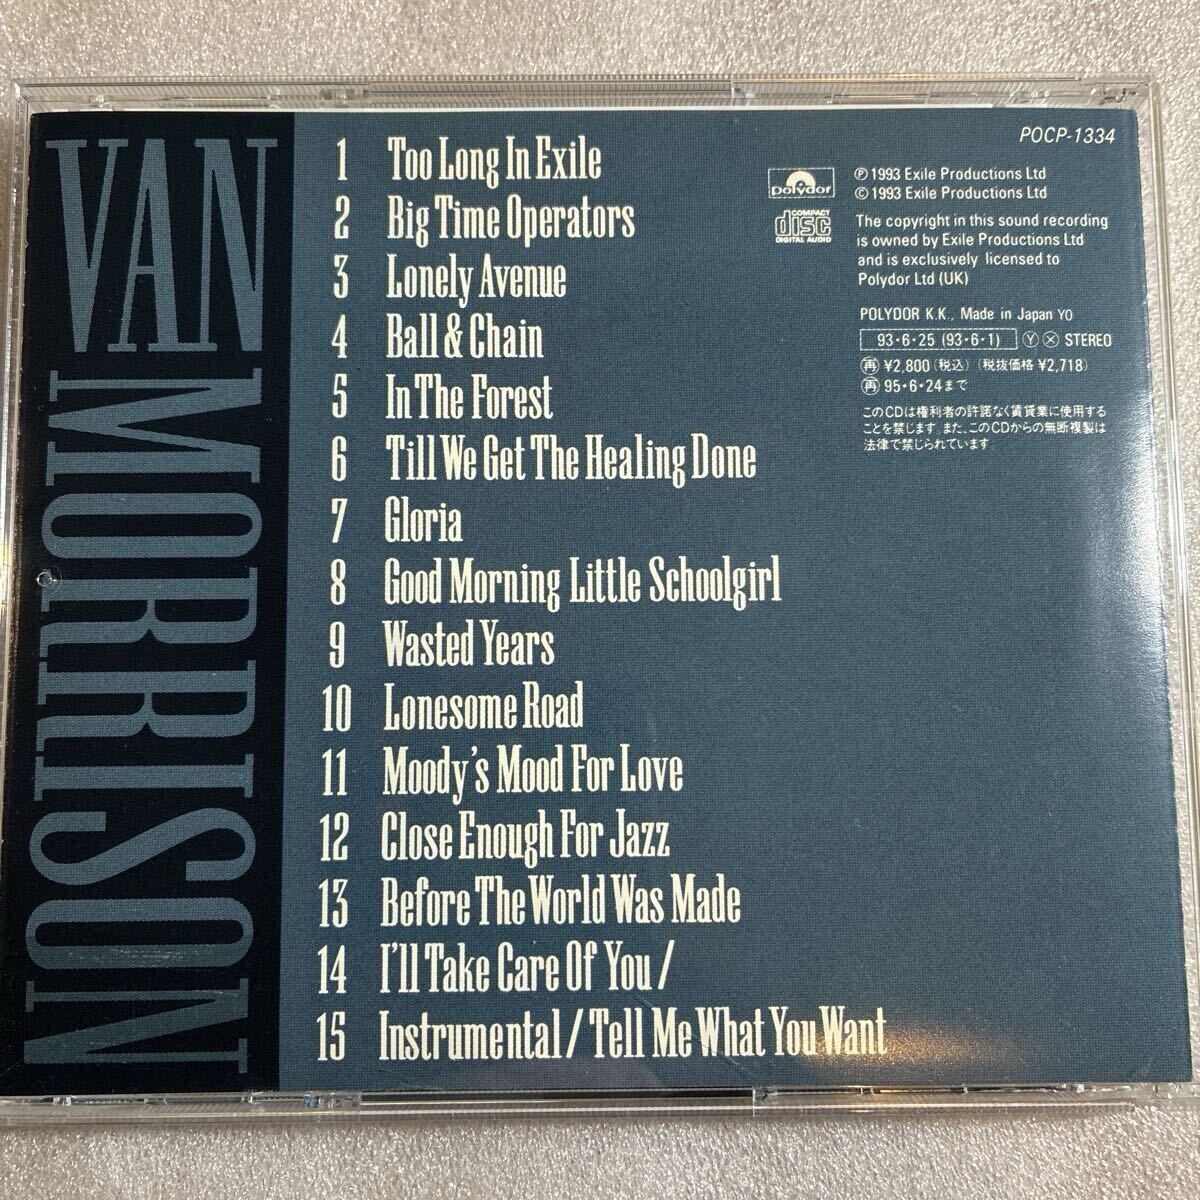 VAN MORRISON
1 Too Long In Exile
2 Big Time Operators
3 Lonely Avenue
4 Ball & Chain
5 In The Forest
6 Till We Get The Healing Done
7 Gloria
8 Good Morning Little Schoolgirl
9 Wasted Years
10 Lonesome Road
11 Moody's Mood For Love
12 Close Enough For Jazz
13 Before The World Was Made
14 I'll Take Care Of You /
15 Instrumental / Tell Me What You Want
POCP-1334
polydor
COMPACT
disc
DIGITAL AUDIO
Ⓟ 1993 Exile Productions Ltd
© 1993 Exile Productions Ltd
The copyright in this sound recording
is owned by Exile Productions Ltd
and is exclusively licensed to
Polydor Ltd (UK)
POLYDOR K.K., Made in Japan YO
93・6・25 (93・6・1) Ⓨ Ⓧ STEREO
再 ¥2,800 (税込) (税抜価格 ¥2,718)
再 95・6・24まで
このCDは権利者の許諾なく賃貸業に使用する
ことを禁じます。また、このCDからの無断複製は
法律で禁じられています。